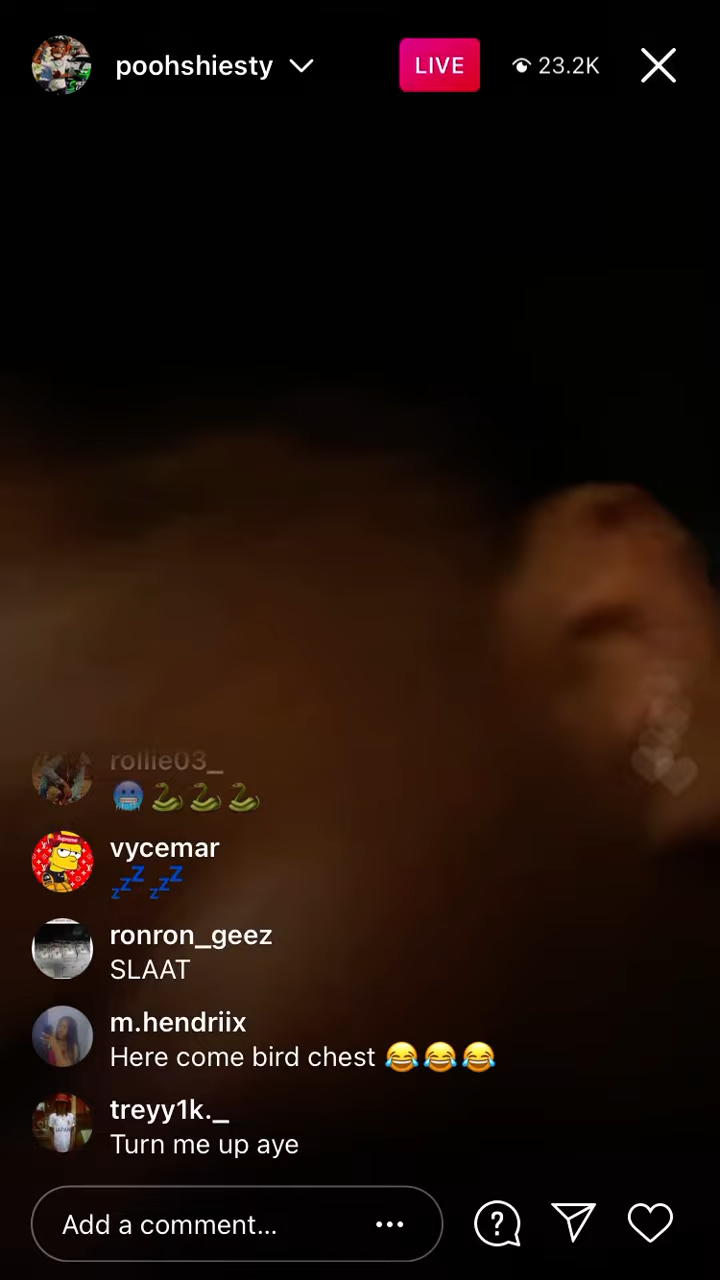 poohshiesty
LIVE
23.2K
rollie03_
🥶🐍🐍🐍
vycemar
💤💤
ronron_geez
SLAAT
m.hendriix
Here come bird chest 😂😂😂
treyy1k._
Turn me up aye
Add a comment...